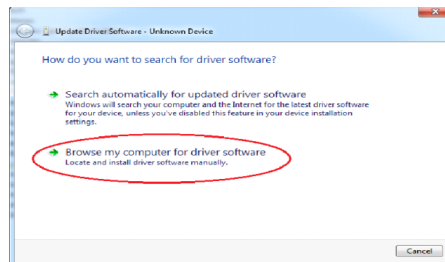 Update Driver Software - Unknown Device
How do you want to search for driver software?
Search automatically for updated driver software
Windows will search your computer and the Internet for the latest driver software
for your device, unless you've disabled this feature in your device installation
settings.
Browse my computer for driver software
Locate and install driver software manually.
Cancel